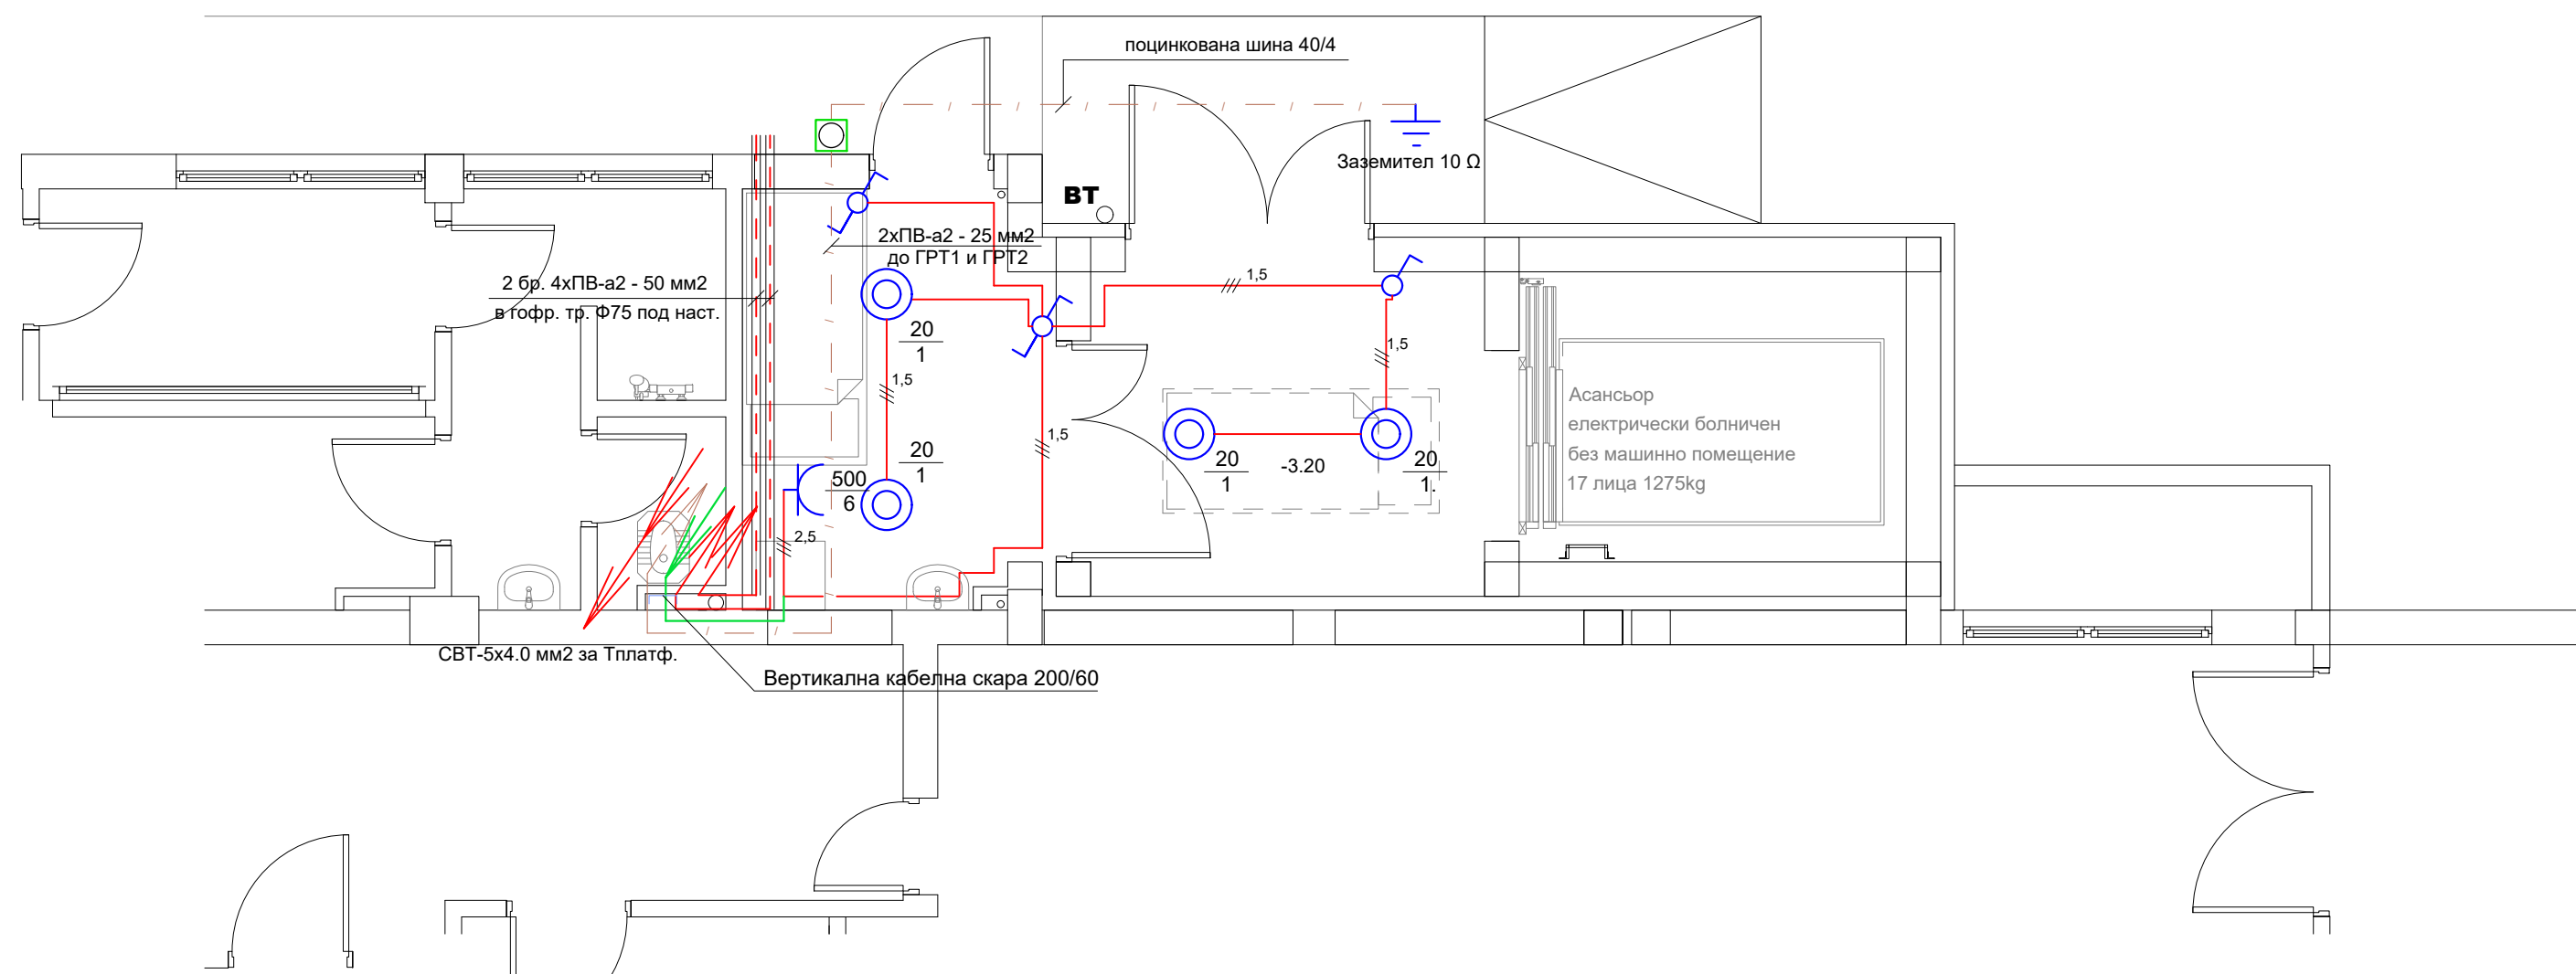 поцинкована шина 40/4
Заземител 10 Ω
ВТ
2хПВ-а2 - 25 мм2
до ГРТ1 и ГРТ2
2 бр. 4хПВ-а2 - 50 мм2
в гофр. тр. Ф75 под наст.
1,5
20
1
1,5
1,5
1,5
20
1
500
6
2,5
20
1
-3.20
20
1.
Асансьор
електрически болничен
без машинно помещение
17 лица 1275kg
СВТ-5х4.0 мм2 за Тплатф.
Вертикална кабелна скара 200/60